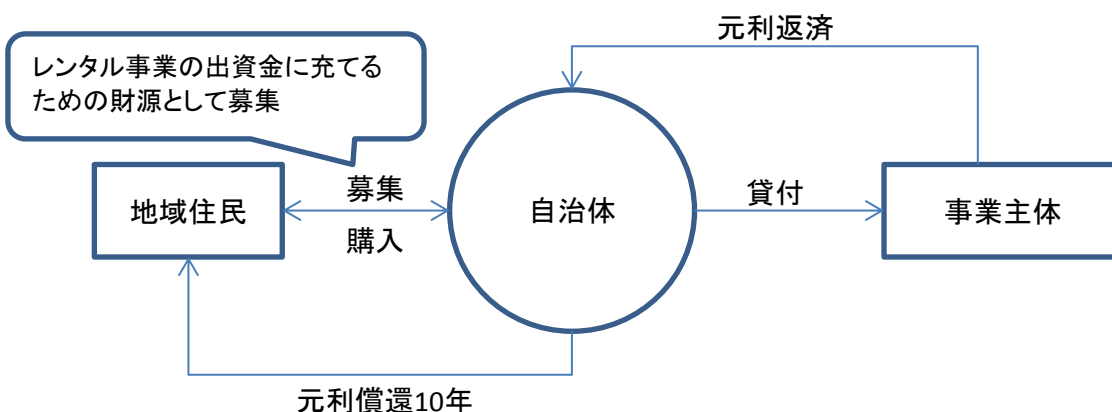 元利返済
レンタル事業の出資金に充てる
ための財源として募集
地域住民
募集
購入
自治体
貸付
事業主体
元利償還10年